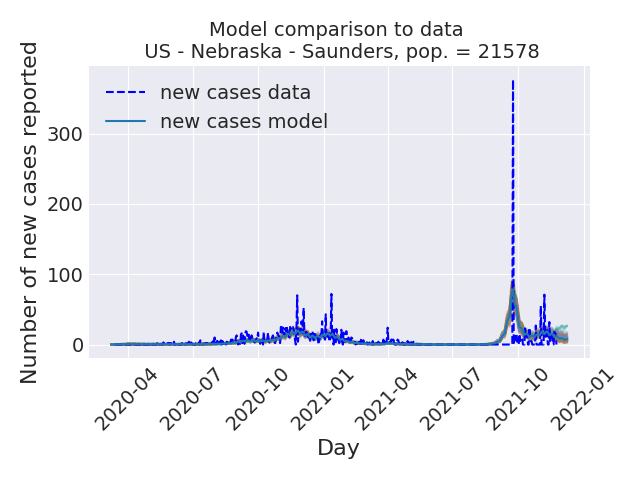 Model comparison to data
US - Nebraska - Saunders, pop. = 21578
Number of new cases reported
new cases data
new cases model
300
200
100
0
2020-04
2020-07
2020-10
2021-01
2021-04
2021-07
2021-10
2022-01
Day